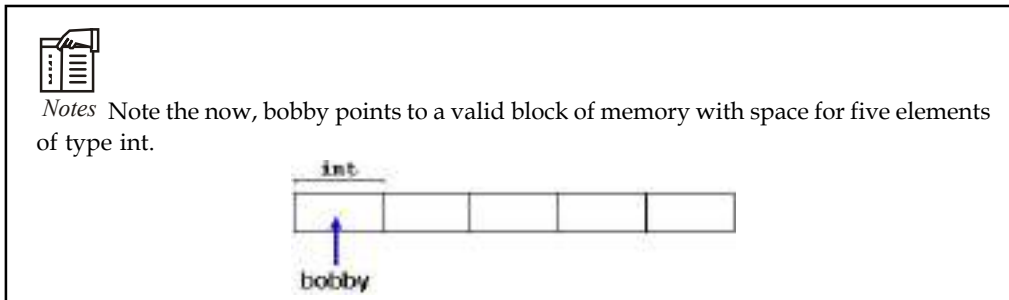 Notes Note the now, bobby points to a valid block of memory with space for five elements
of type int.
int
bobby